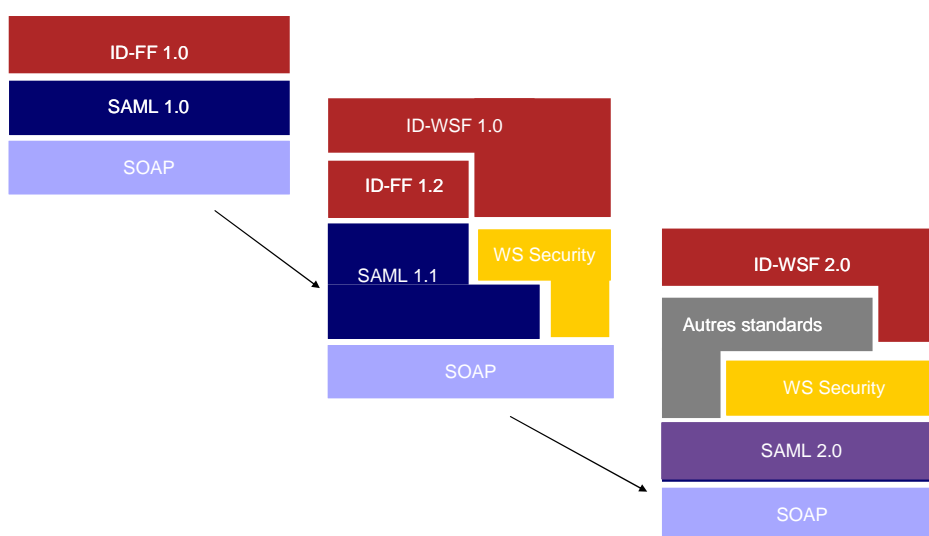 ID-FF 1.0
SAML 1.0
SOAP
ID-WSF 1.0
ID-FF 1.2
WS Security
SAML 1.1
SOAP
ID-WSF 2.0
Autres standards
WS Security
SAML 2.0
SOAP